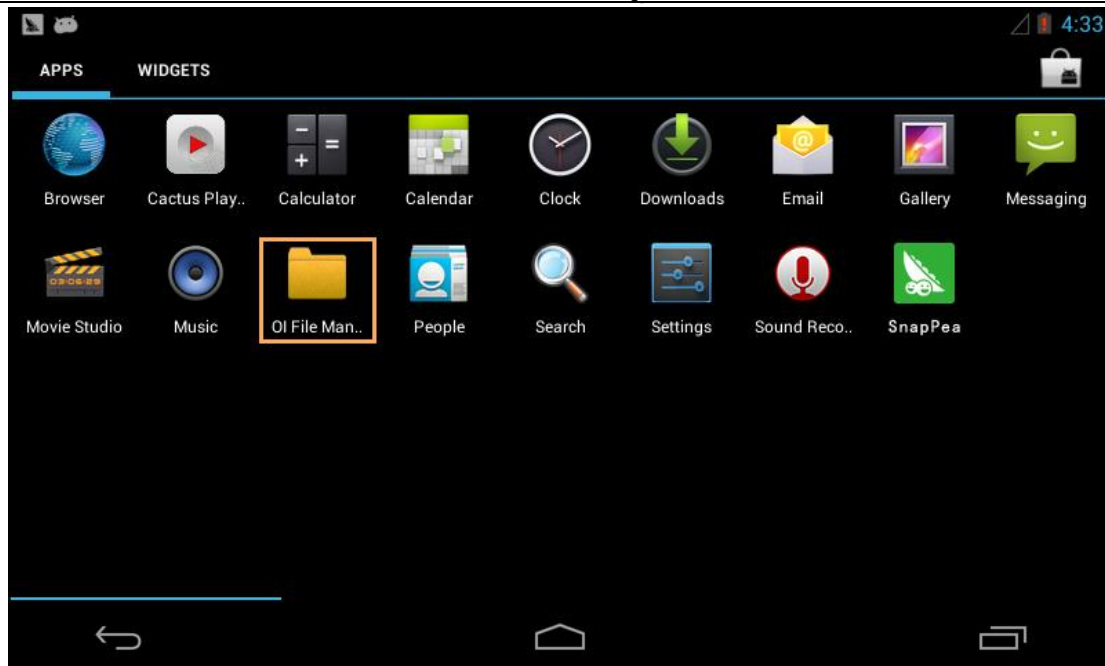 4:33
APPS WIDGETS
Browser Cactus Play.. Calculator Calendar Clock Downloads Email Gallery Messaging
Movie Studio Music OI File Man.. People Search Settings Sound Reco.. SnapPea